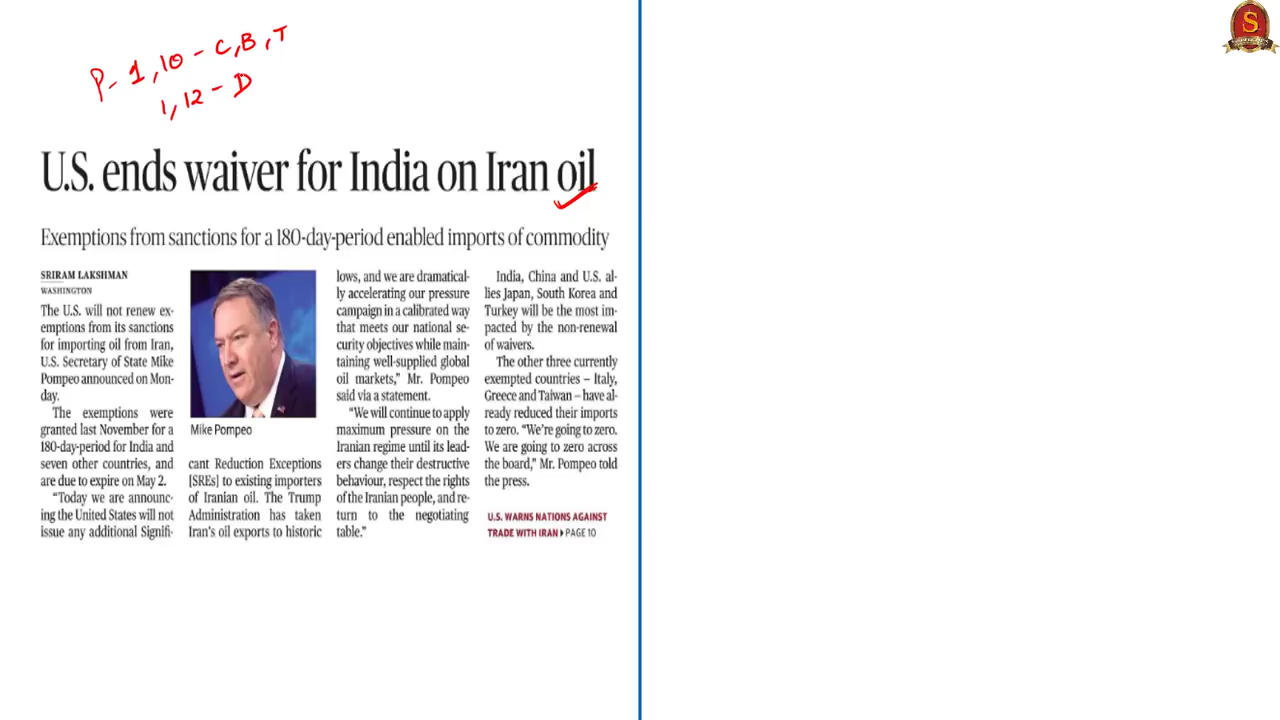 P- 1, 10 - C, B, T
1, 12 - D
U.S. ends waiver for India on Iran oil
Exemptions from sanctions for a 180-day-period enabled imports of commodity
SRIRAM LAKSHMAN
WASHINGTON
The U.S. will not renew ex-
emptions from its sanctions
for importing oil from Iran,
U.S. Secretary of State Mike
Pompeo announced on Mon-
day.
The exemptions were
granted last November for a
180-day-period for India and
seven other countries, and
are due to expire on May 2.
“Today we are announc-
ing the United States will not
issue any additional Signifi-
Mike Pompeo
cant Reduction Exceptions
[SREs] to existing importers
of Iranian oil. The Trump
Administration has taken
Iran’s oil exports to historic
lows, and we are dramatical-
ly accelerating our pressure
campaign in a calibrated way
that meets our national se-
curity objectives while main-
taining well-supplied global
oil markets,” Mr. Pompeo
said via a statement.
“We will continue to apply
maximum pressure on the
Iranian regime until its lead-
ers change their destructive
behaviour, respect the rights
of the Iranian people, and re-
turn to the negotiating
table.”
India, China and U.S. al-
lies Japan, South Korea and
Turkey will be the most im-
pacted by the non-renewal
of waivers.
The other three currently
exempted countries – Italy,
Greece and Taiwan – have al-
ready reduced their imports
to zero. “We’re going to zero.
We are going to zero across
the board,” Mr. Pompeo told
the press.
U.S. WARNS NATIONS AGAINST
TRADE WITH IRAN ▶ PAGE 10
S